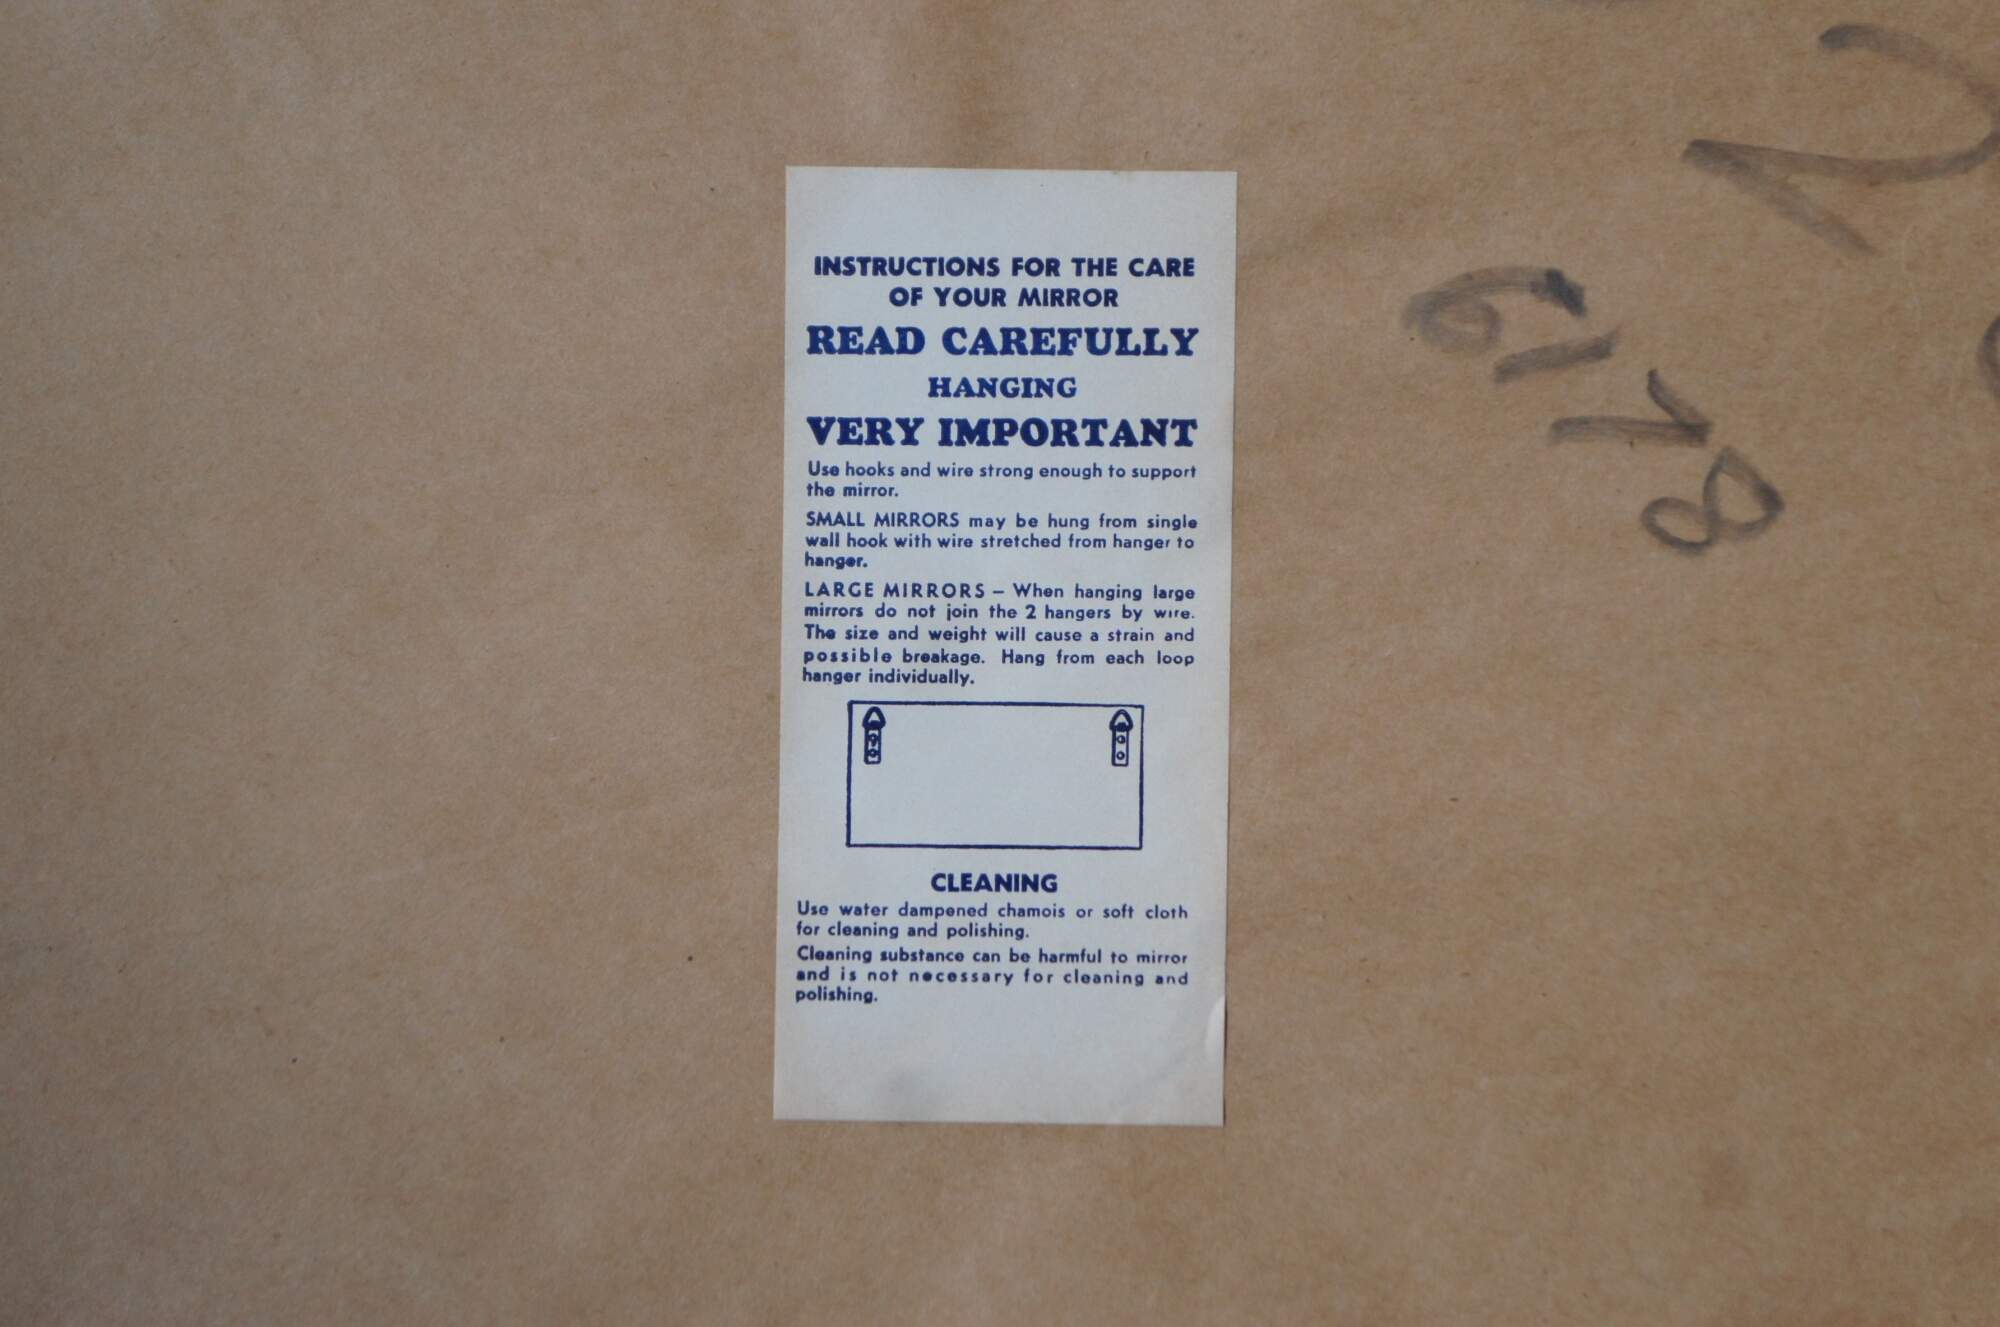 INSTRUCTIONS FOR THE CARE
OF YOUR MIRROR
READ CAREFULLY
HANGING
VERY IMPORTANT
Use hooks and wire strong enough to support
the mirror.
SMALL MIRRORS may be hung from single
wall hook with wire stretched from hanger to
hanger.
LARGE MIRRORS – When hanging large
mirrors do not join the 2 hangers by wire.
The size and weight will cause a strain and
possible breakage. Hang from each loop
hanger individually.
CLEANING
Use water dampened chamois or soft cloth
for cleaning and polishing.
Cleaning substance can be harmful to mirror
and is not necessary for cleaning and
polishing.